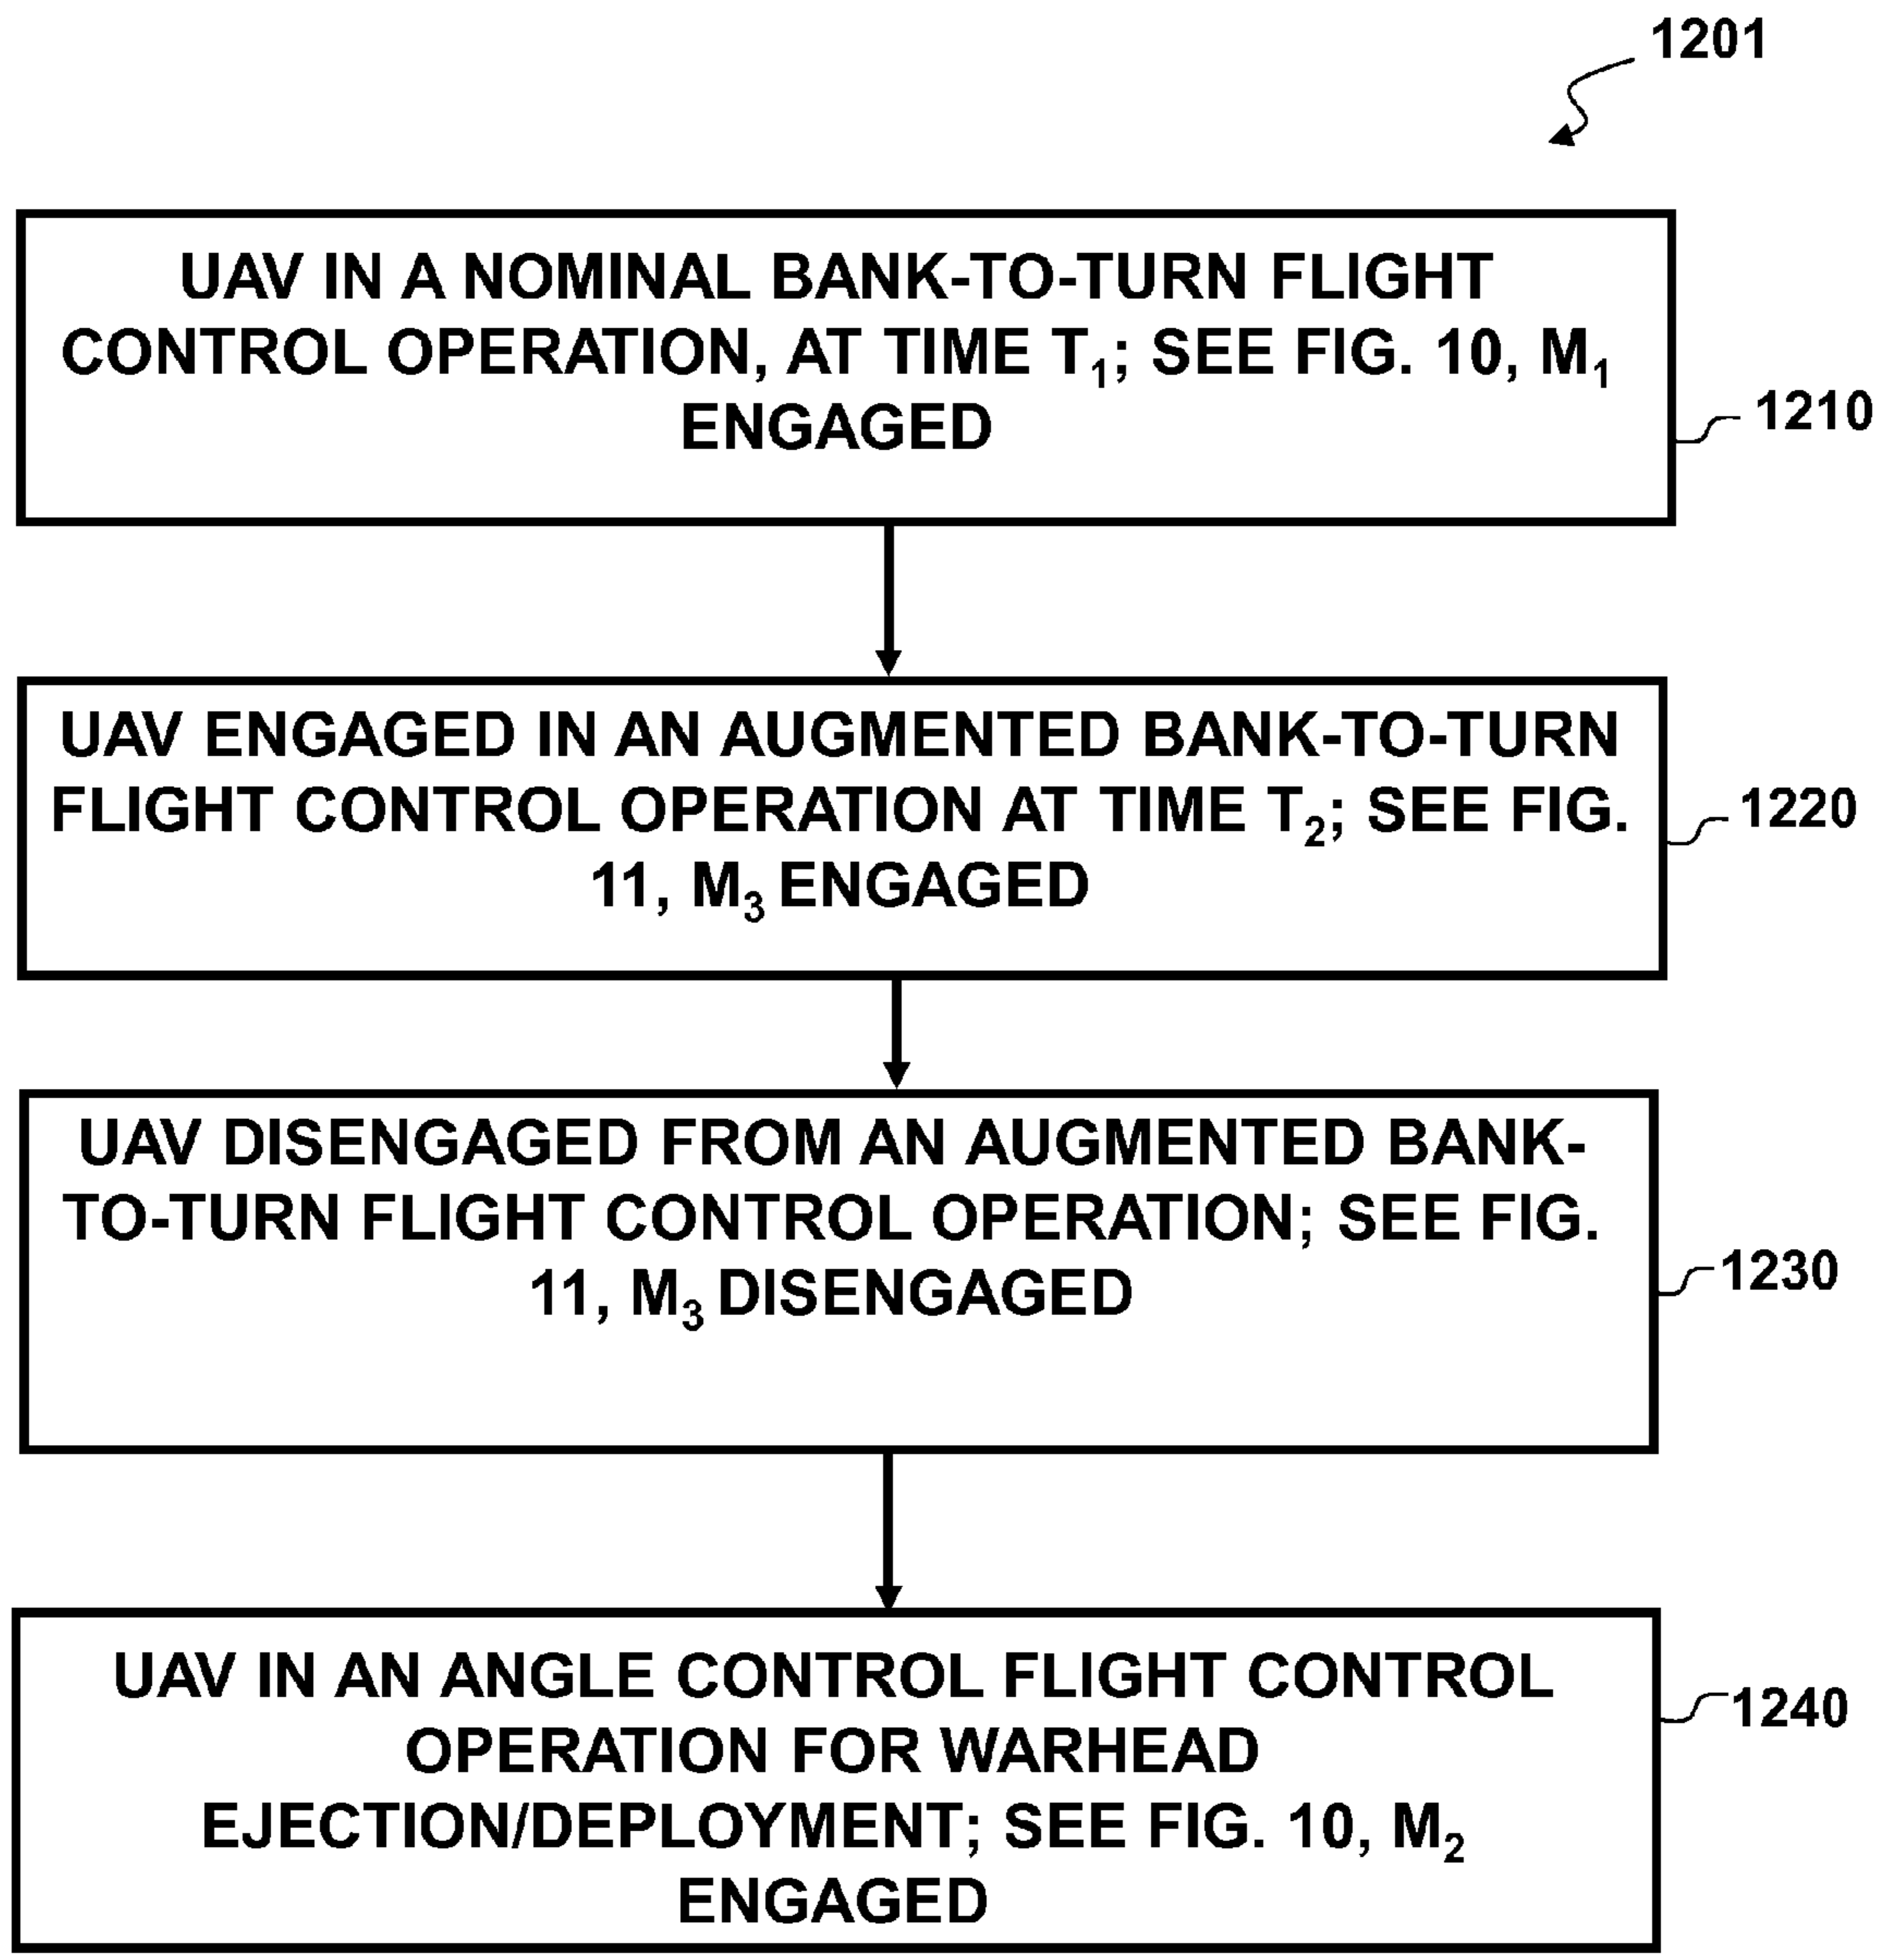 1201
UAV IN A NOMINAL BANK-TO-TURN FLIGHT
CONTROL OPERATION, AT TIME T1; SEE FIG. 10, M1
ENGAGED
1210
UAV ENGAGED IN AN AUGMENTED BANK-TO-TURN
FLIGHT CONTROL OPERATION AT TIME T2; SEE FIG.
11, M3 ENGAGED
1220
UAV DISENGAGED FROM AN AUGMENTED BANK-
TO-TURN FLIGHT CONTROL OPERATION; SEE FIG.
11, M3 DISENGAGED
1230
UAV IN AN ANGLE CONTROL FLIGHT CONTROL
OPERATION FOR WARHEAD
EJECTION/DEPLOYMENT; SEE FIG. 10, M2
ENGAGED
1240